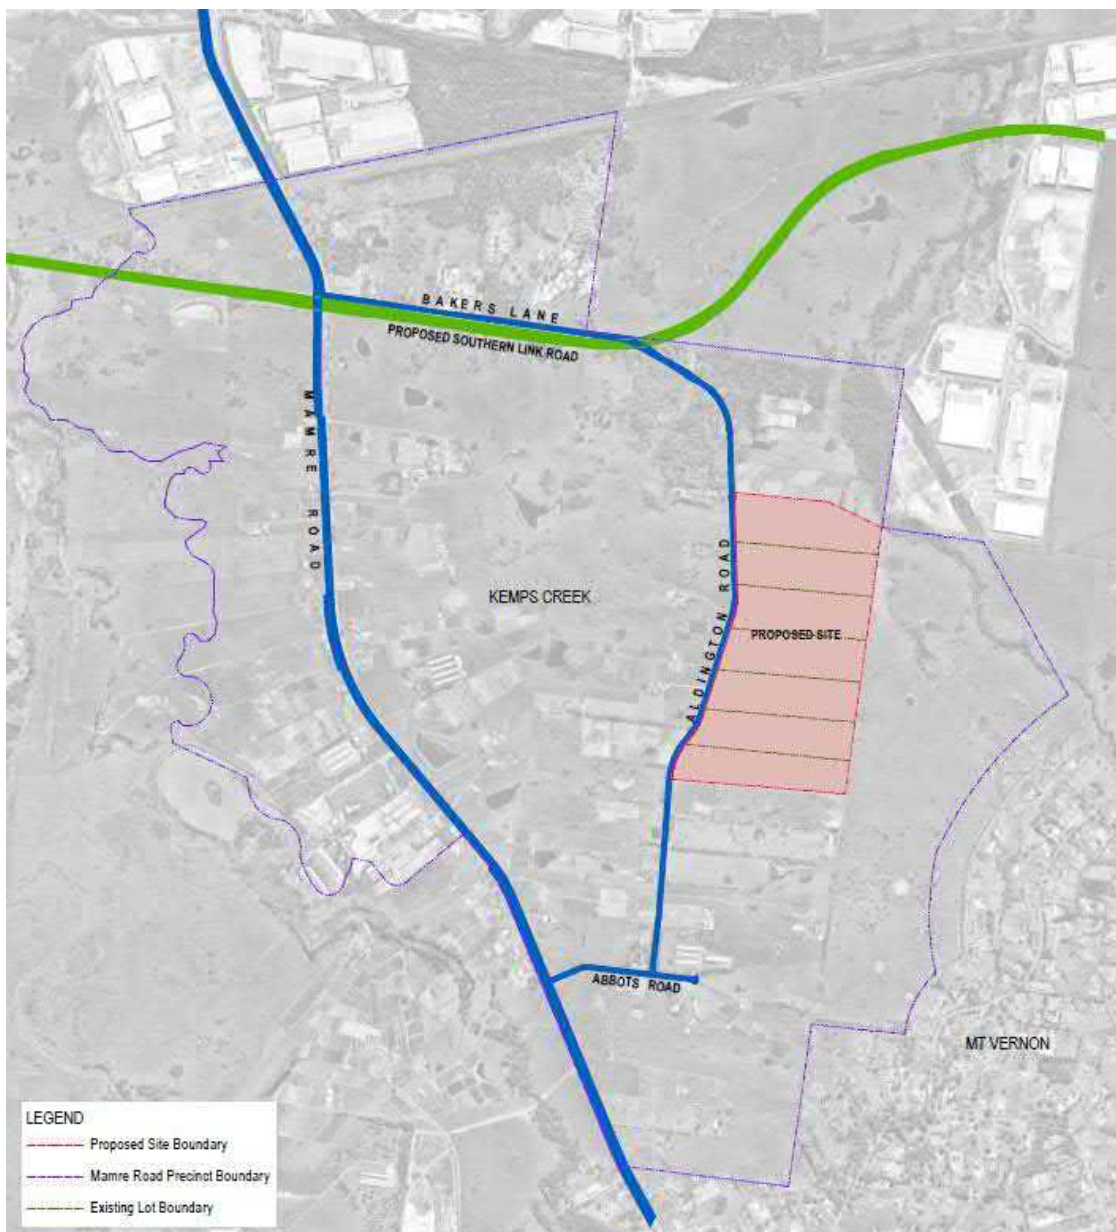 BAKERS LANE
PROPOSED SOUTHERN LINK ROAD
MAMRE ROAD
ALDINGTON ROAD
KEMPS CREEK
PROPOSED SITE
ABBOTS ROAD
MT VERNON
LEGEND
Proposed Site Boundary
Mamre Road Precinct Boundary
Existing Lot Boundary